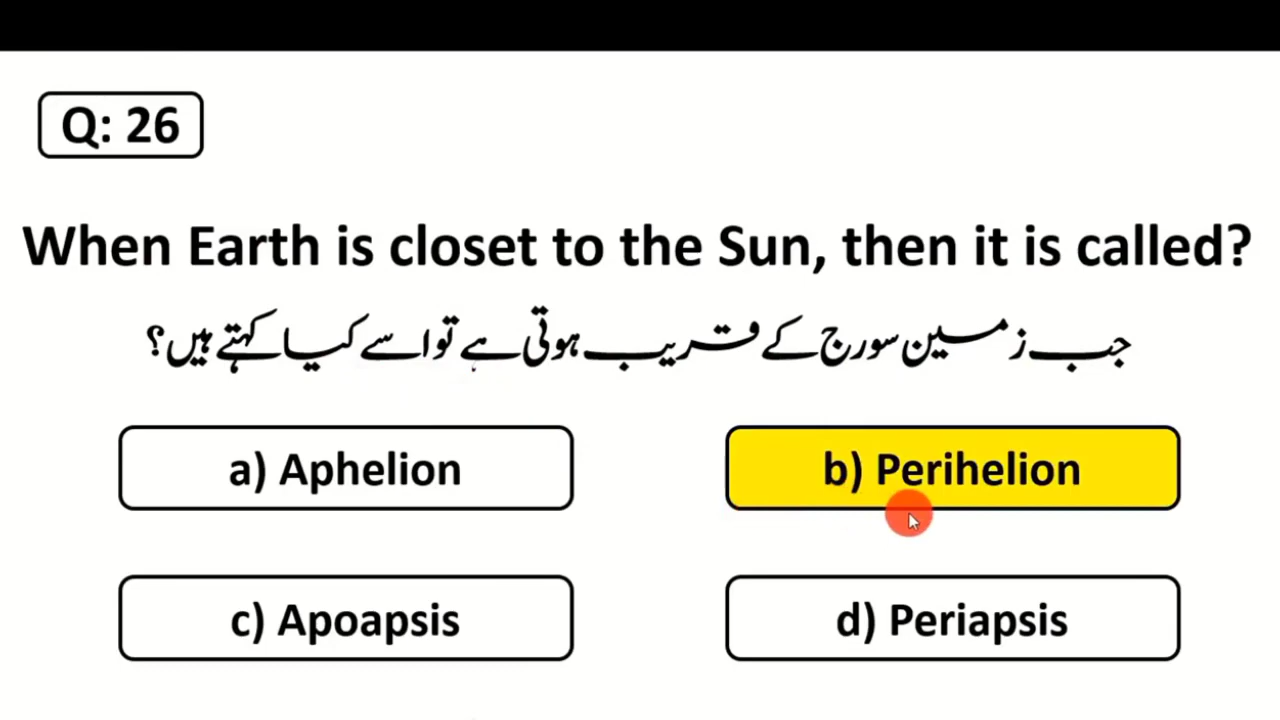 Q: 26
When Earth is closet to the Sun, then it is called?
جب زمین سورج کے قریب ہوتی ہے تو اسے کیا کہتے ہیں؟
a) Aphelion
b) Perihelion
c) Apoapsis
d) Periapsis